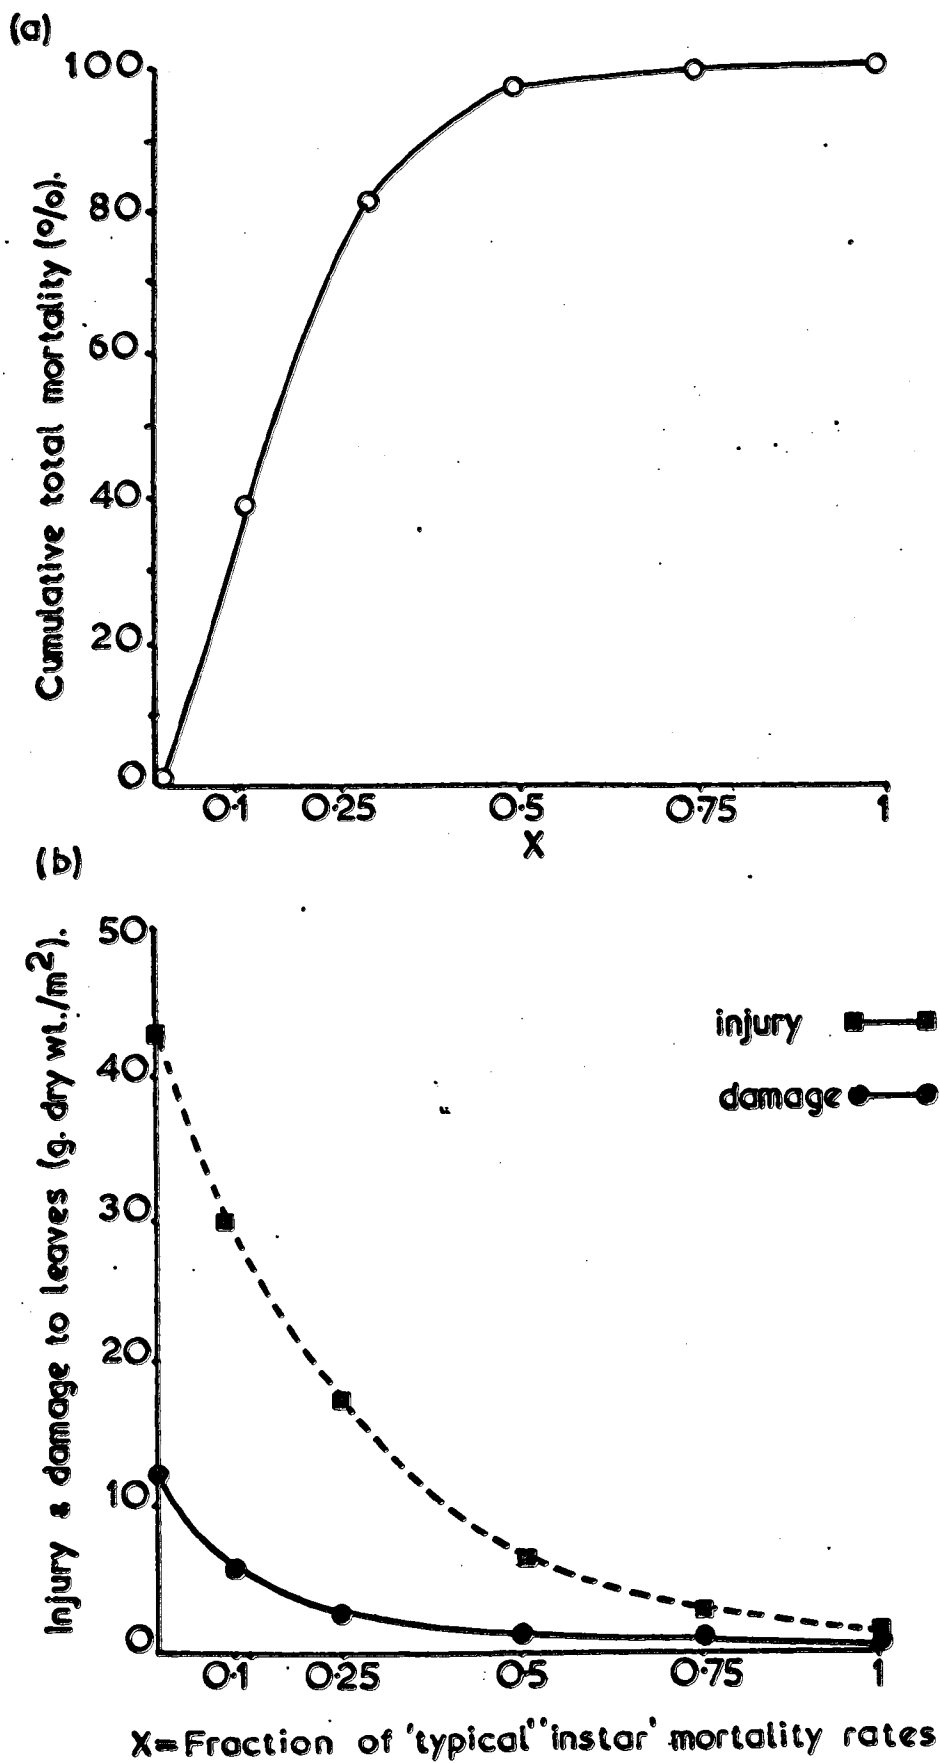 (a)
Cumulative total mortality (%).
100
80
60
40
20
0
0·1 0·25 0·5 0·75 1
X
(b)
Injury & damage to leaves (g. dry wt./m²).
50
40
30
20
10
0
injury
damage
0·1 0·25 0·5 0·75 1
X=Fraction of 'typical' 'instar' mortality rates